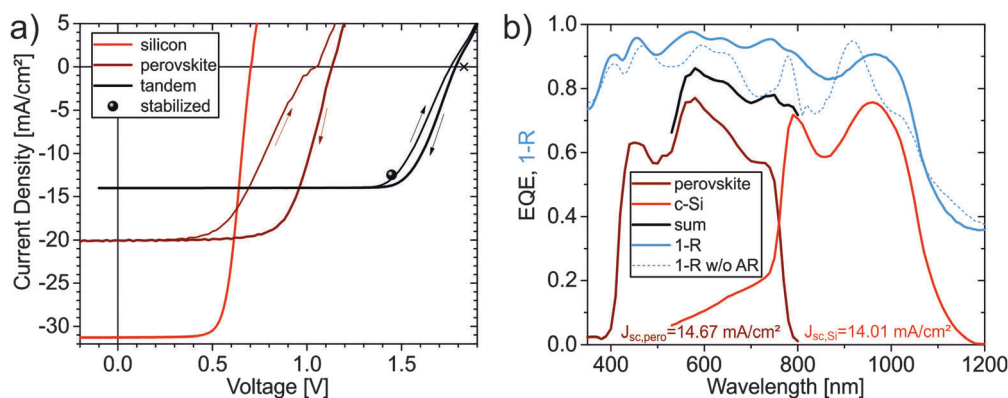 a)
5
0
-5
-10
-15
-20
-25
-30
Current Density [mA/cm²]
0.0
0.5
1.0
1.5
Voltage [V]
silicon
perovskite
tandem
stabilized
b)
1.0
0.8
0.6
0.4
0.2
0.0
EQE, 1-R
400
600
800
1000
1200
Wavelength [nm]
perovskite
c-Si
sum
1-R
1-R w/o AR
Jsc,pero=14.67 mA/cm²
Jsc,Si=14.01 mA/cm²